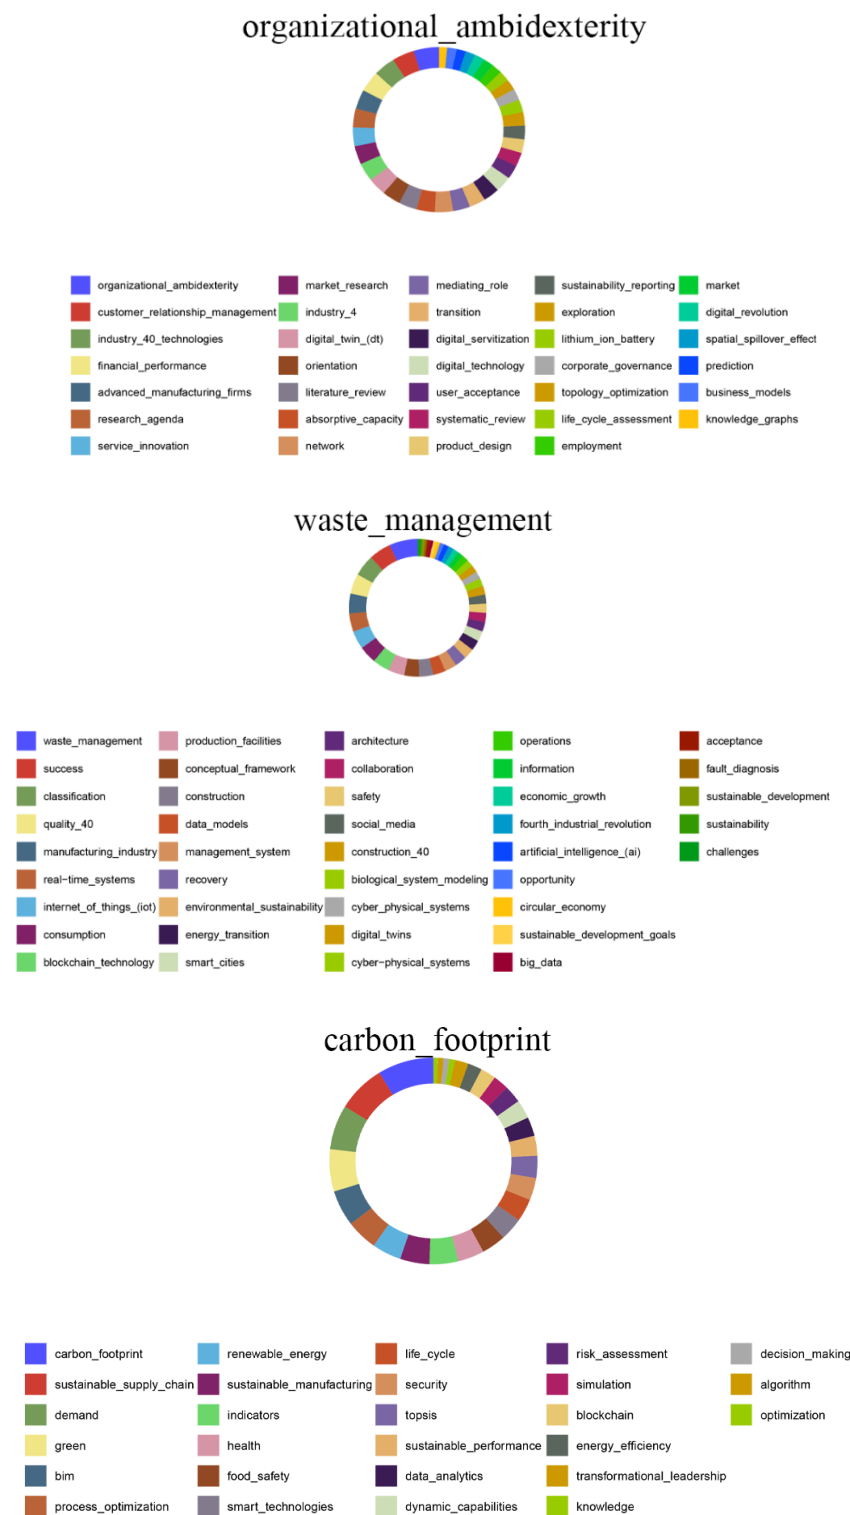 organizational_ambidexterity
organizational_ambidexterity market_research mediating_role sustainability_reporting market
customer_relationship_management industry_4 transition exploration digital_revolution
industry_40_technologies digital_twin_(dt) digital_servitization lithium_ion_battery spatial_spillover_effect
financial_performance orientation digital_technology corporate_governance prediction
advanced_manufacturing_firms literature_review user_acceptance topology_optimization business_models
research_agenda absorptive_capacity systematic_review life_cycle_assessment knowledge_graphs
service_innovation network product_design employment
waste_management
waste_management production_facilities architecture operations acceptance
success conceptual_framework collaboration information fault_diagnosis
classification construction safety economic_growth sustainable_development
quality_40 data_models social_media fourth_industrial_revolution sustainability
manufacturing_industry management_system construction_40 artificial_intelligence_(ai) challenges
real-time_systems recovery biological_system_modeling opportunity
internet_of_things_(iot) environmental_sustainability cyber_physical_systems circular_economy
consumption energy_transition digital_twins sustainable_development_goals
blockchain_technology smart_cities cyber-physical_systems big_data
carbon_footprint
carbon_footprint renewable_energy life_cycle risk_assessment decision_making
sustainable_supply_chain sustainable_manufacturing security simulation algorithm
demand indicators topsis blockchain optimization
green health sustainable_performance energy_efficiency
bim food_safety data_analytics transformational_leadership
process_optimization smart_technologies dynamic_capabilities knowledge